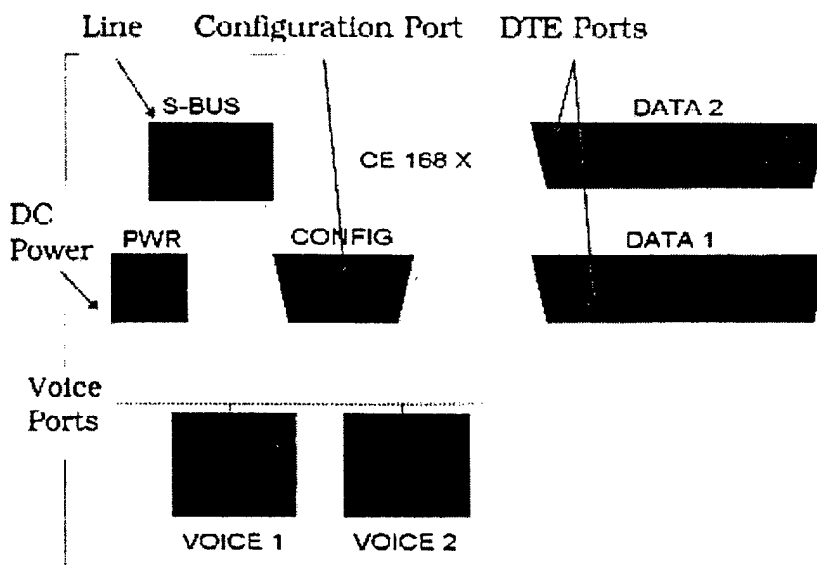 Line Configuration Port DTE Ports
S-BUS DATA 2
CE 168 X
DC
Power
PWR CONFIG DATA 1
Voice
Ports
VOICE 1 VOICE 2